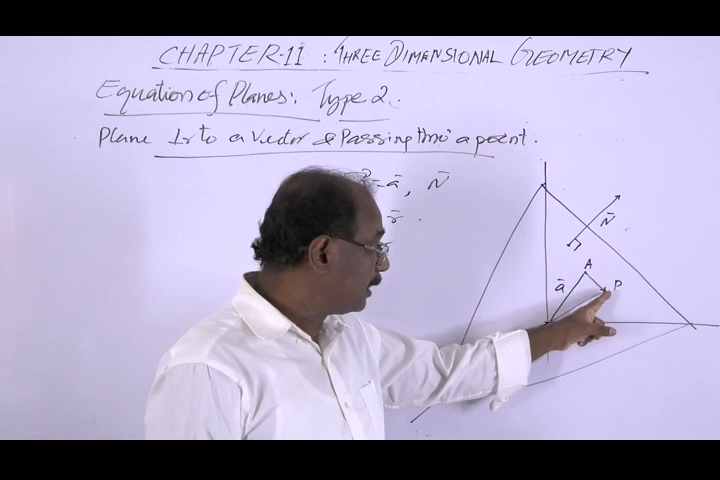 CHAPTER-11 : THREE DIMENSIONAL GEOMETRY
Equation of Planes: Type 2.
Plane ⊥r to a Vector & Passing thro' a point.
= a̅, N̅
r̅ .
N̅
A
a̅
P